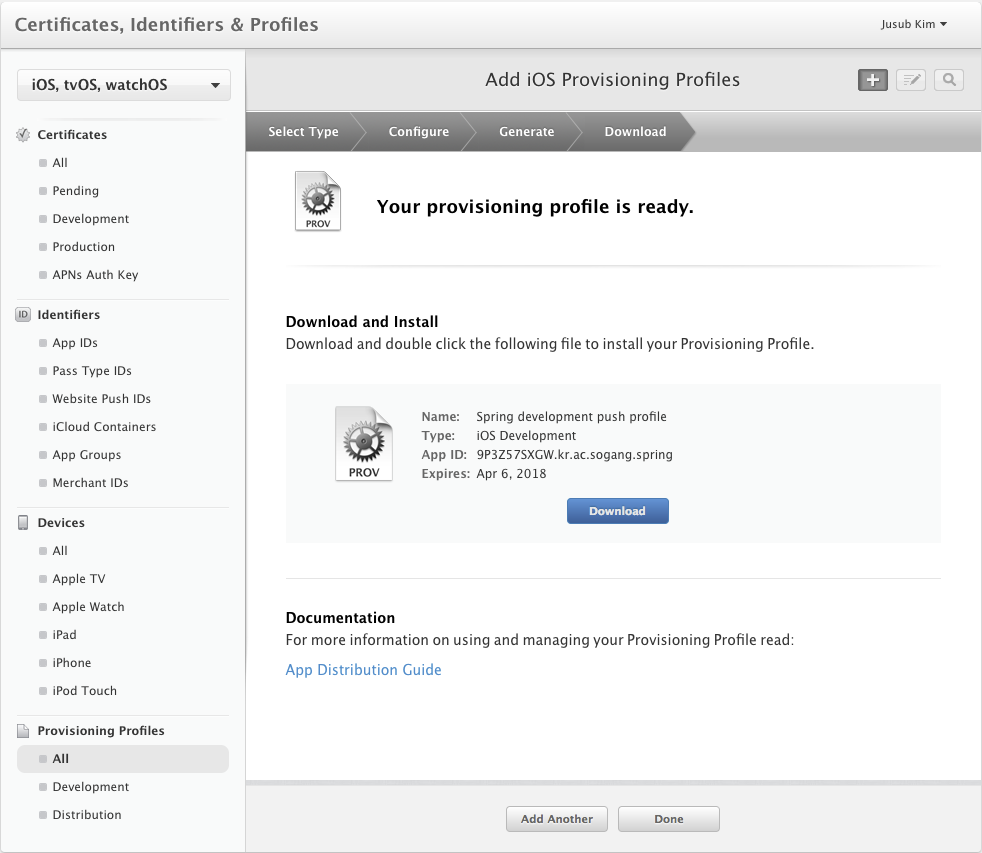 Certificates, Identifiers & Profiles
Jusub Kim
iOS, tvOS, watchOS
Certificates
All
Pending
Development
Production
APNs Auth Key
ID Identifiers
App IDs
Pass Type IDs
Website Push IDs
iCloud Containers
App Groups
Merchant IDs
Devices
All
Apple TV
Apple Watch
iPad
iPhone
iPod Touch
Provisioning Profiles
All
Development
Distribution
Add iOS Provisioning Profiles
Select Type Configure Generate Download
PROV
Your provisioning profile is ready.
Download and Install
Download and double click the following file to install your Provisioning Profile.
PROV
Name: Spring development push profile
Type: iOS Development
App ID: 9P3Z57SXGW.kr.ac.sogang.spring
Expires: Apr 6, 2018
Download
Documentation
For more information on using and managing your Provisioning Profile read:
App Distribution Guide
Add Another Done